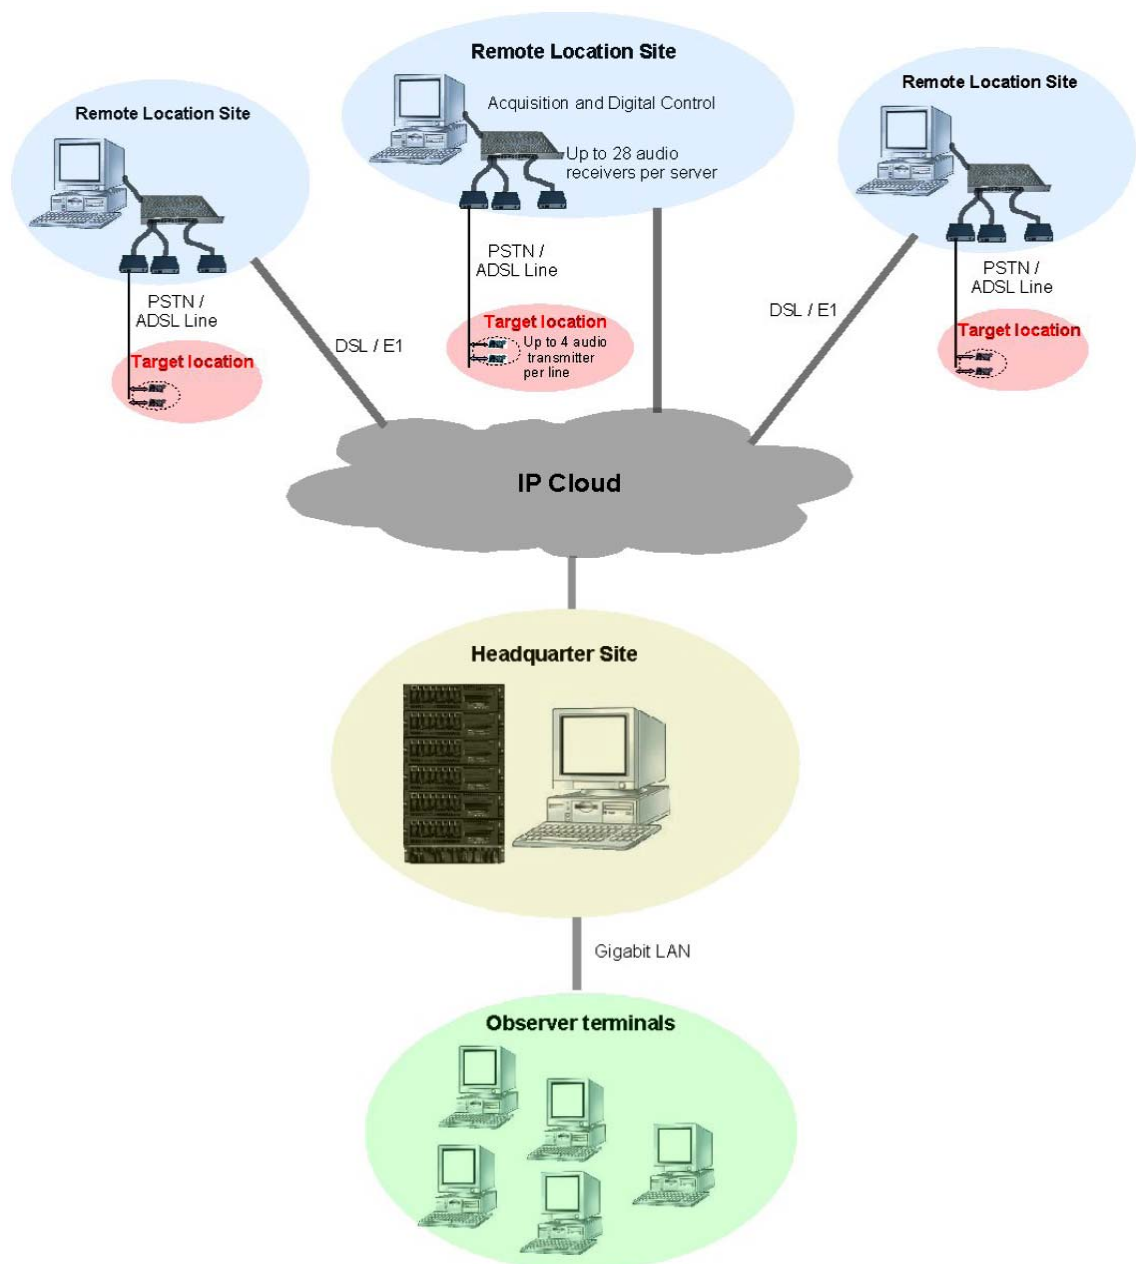 Remote Location Site
Acquisition and Digital Control
Up to 28 audio
receivers per server
PSTN /
ADSL Line
Target location
Up to 4 audio
transmitter
per line
Remote Location Site
PSTN /
ADSL Line
Target location
DSL / E1
Remote Location Site
PSTN /
ADSL Line
Target location
DSL / E1
IP Cloud
Headquarter Site
Gigabit LAN
Observer terminals